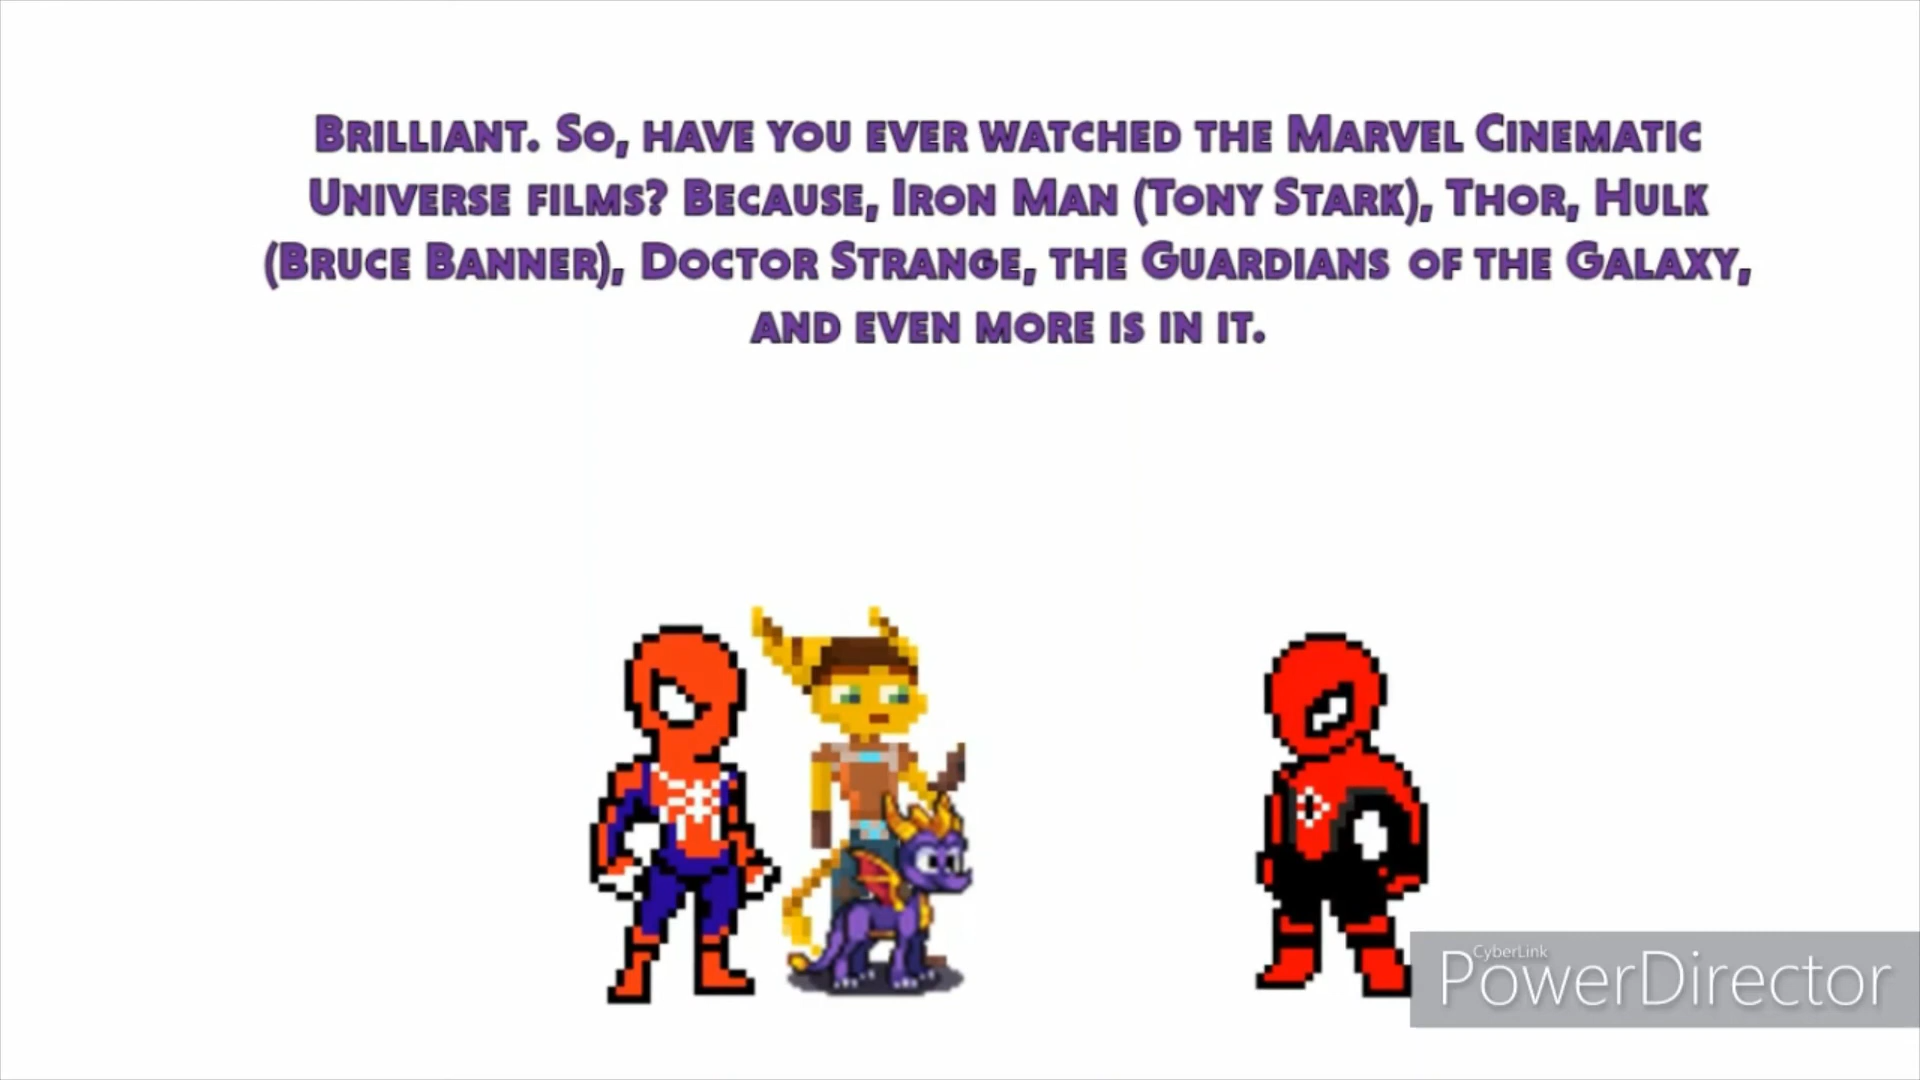 Brilliant. So, have you ever watched the Marvel Cinematic
Universe films? Because, Iron Man (Tony Stark), Thor, Hulk
(Bruce Banner), Doctor Strange, the Guardians of the Galaxy,
and even more is in it.
CyberLink
PowerDirector